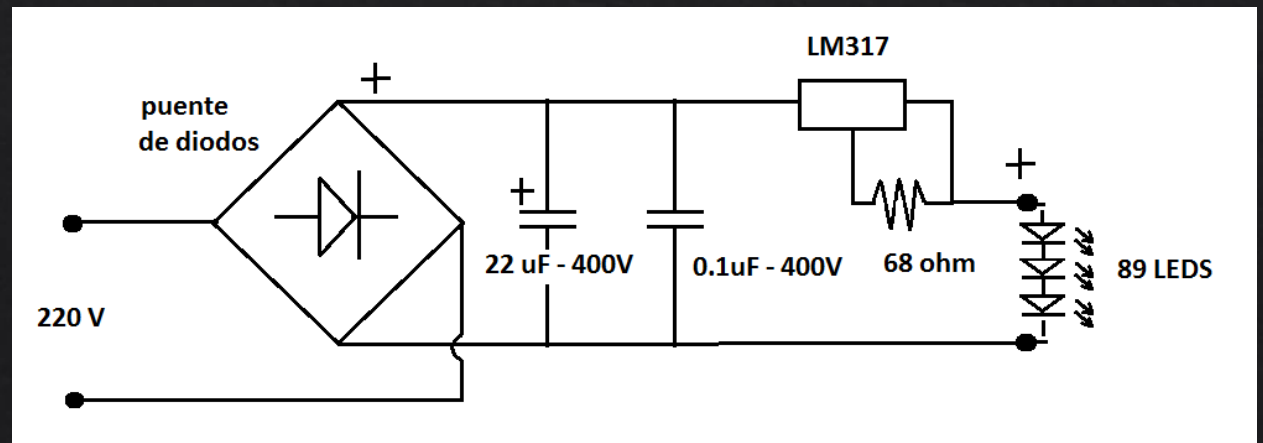 LM317
+
puente
de diodos
+
+
22 uF - 400V
0.1uF - 400V
68 ohm
89 LEDS
220 V